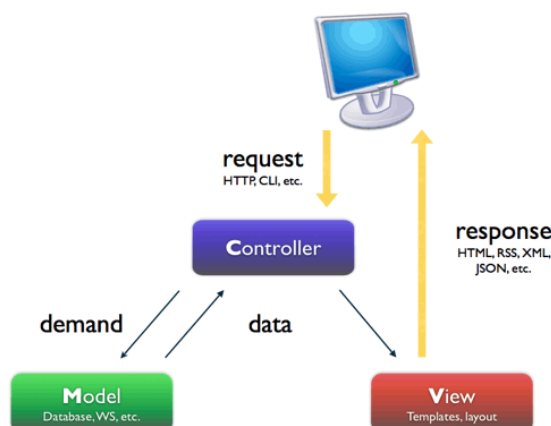 request
HTTP, CLI, etc.
Controller
response
HTML, RSS, XML,
JSON, etc.
demand
data
Model
Database, WS, etc.
View
Templates, layout